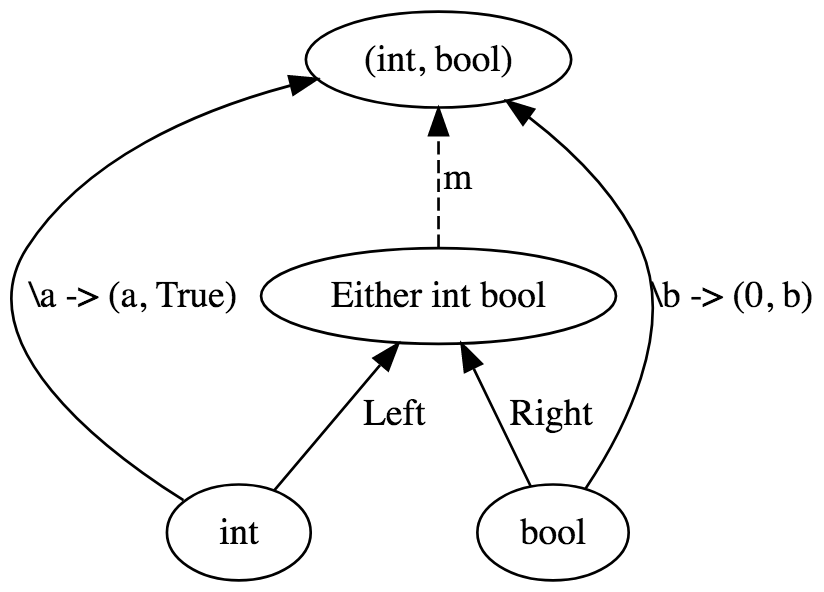 (int, bool)
m
\a -> (a, True)
Either int bool
\b -> (0, b)
Left
Right
int
bool